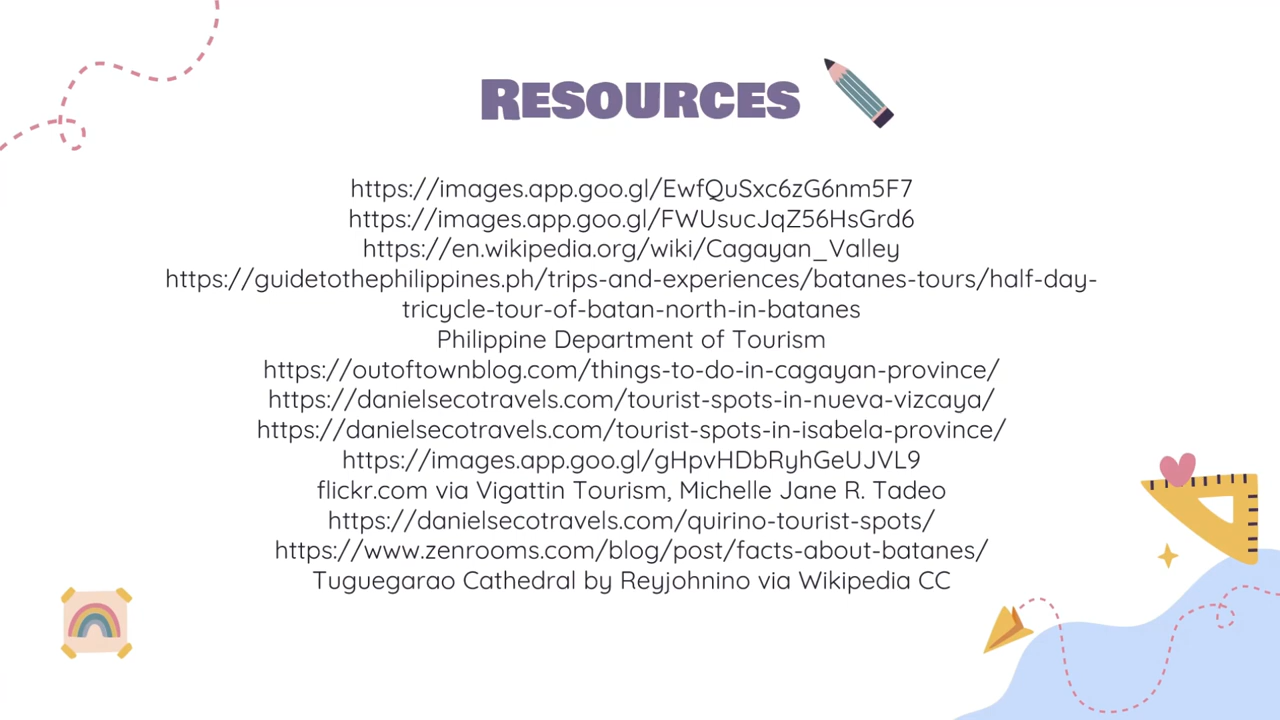 RESOURCES
https://images.app.goo.gl/EwfQuSxc6zG6nm5F7
https://images.app.goo.gl/FWUsucJqZ56HsGrd6
https://en.wikipedia.org/wiki/Cagayan_Valley
https://guidetothephilippines.ph/trips-and-experiences/batanes-tours/half-day-
tricycle-tour-of-batan-north-in-batanes
Philippine Department of Tourism
https://outoftownblog.com/things-to-do-in-cagayan-province/
https://danielsecotravels.com/tourist-spots-in-nueva-vizcaya/
https://danielsecotravels.com/tourist-spots-in-isabela-province/
https://images.app.goo.gl/gHpvHDbRyhGeUJVL9
flickr.com via Vigattin Tourism, Michelle Jane R. Tadeo
https://danielsecotravels.com/quirino-tourist-spots/
https://www.zenrooms.com/blog/post/facts-about-batanes/
Tuguegarao Cathedral by Reyjohnino via Wikipedia CC